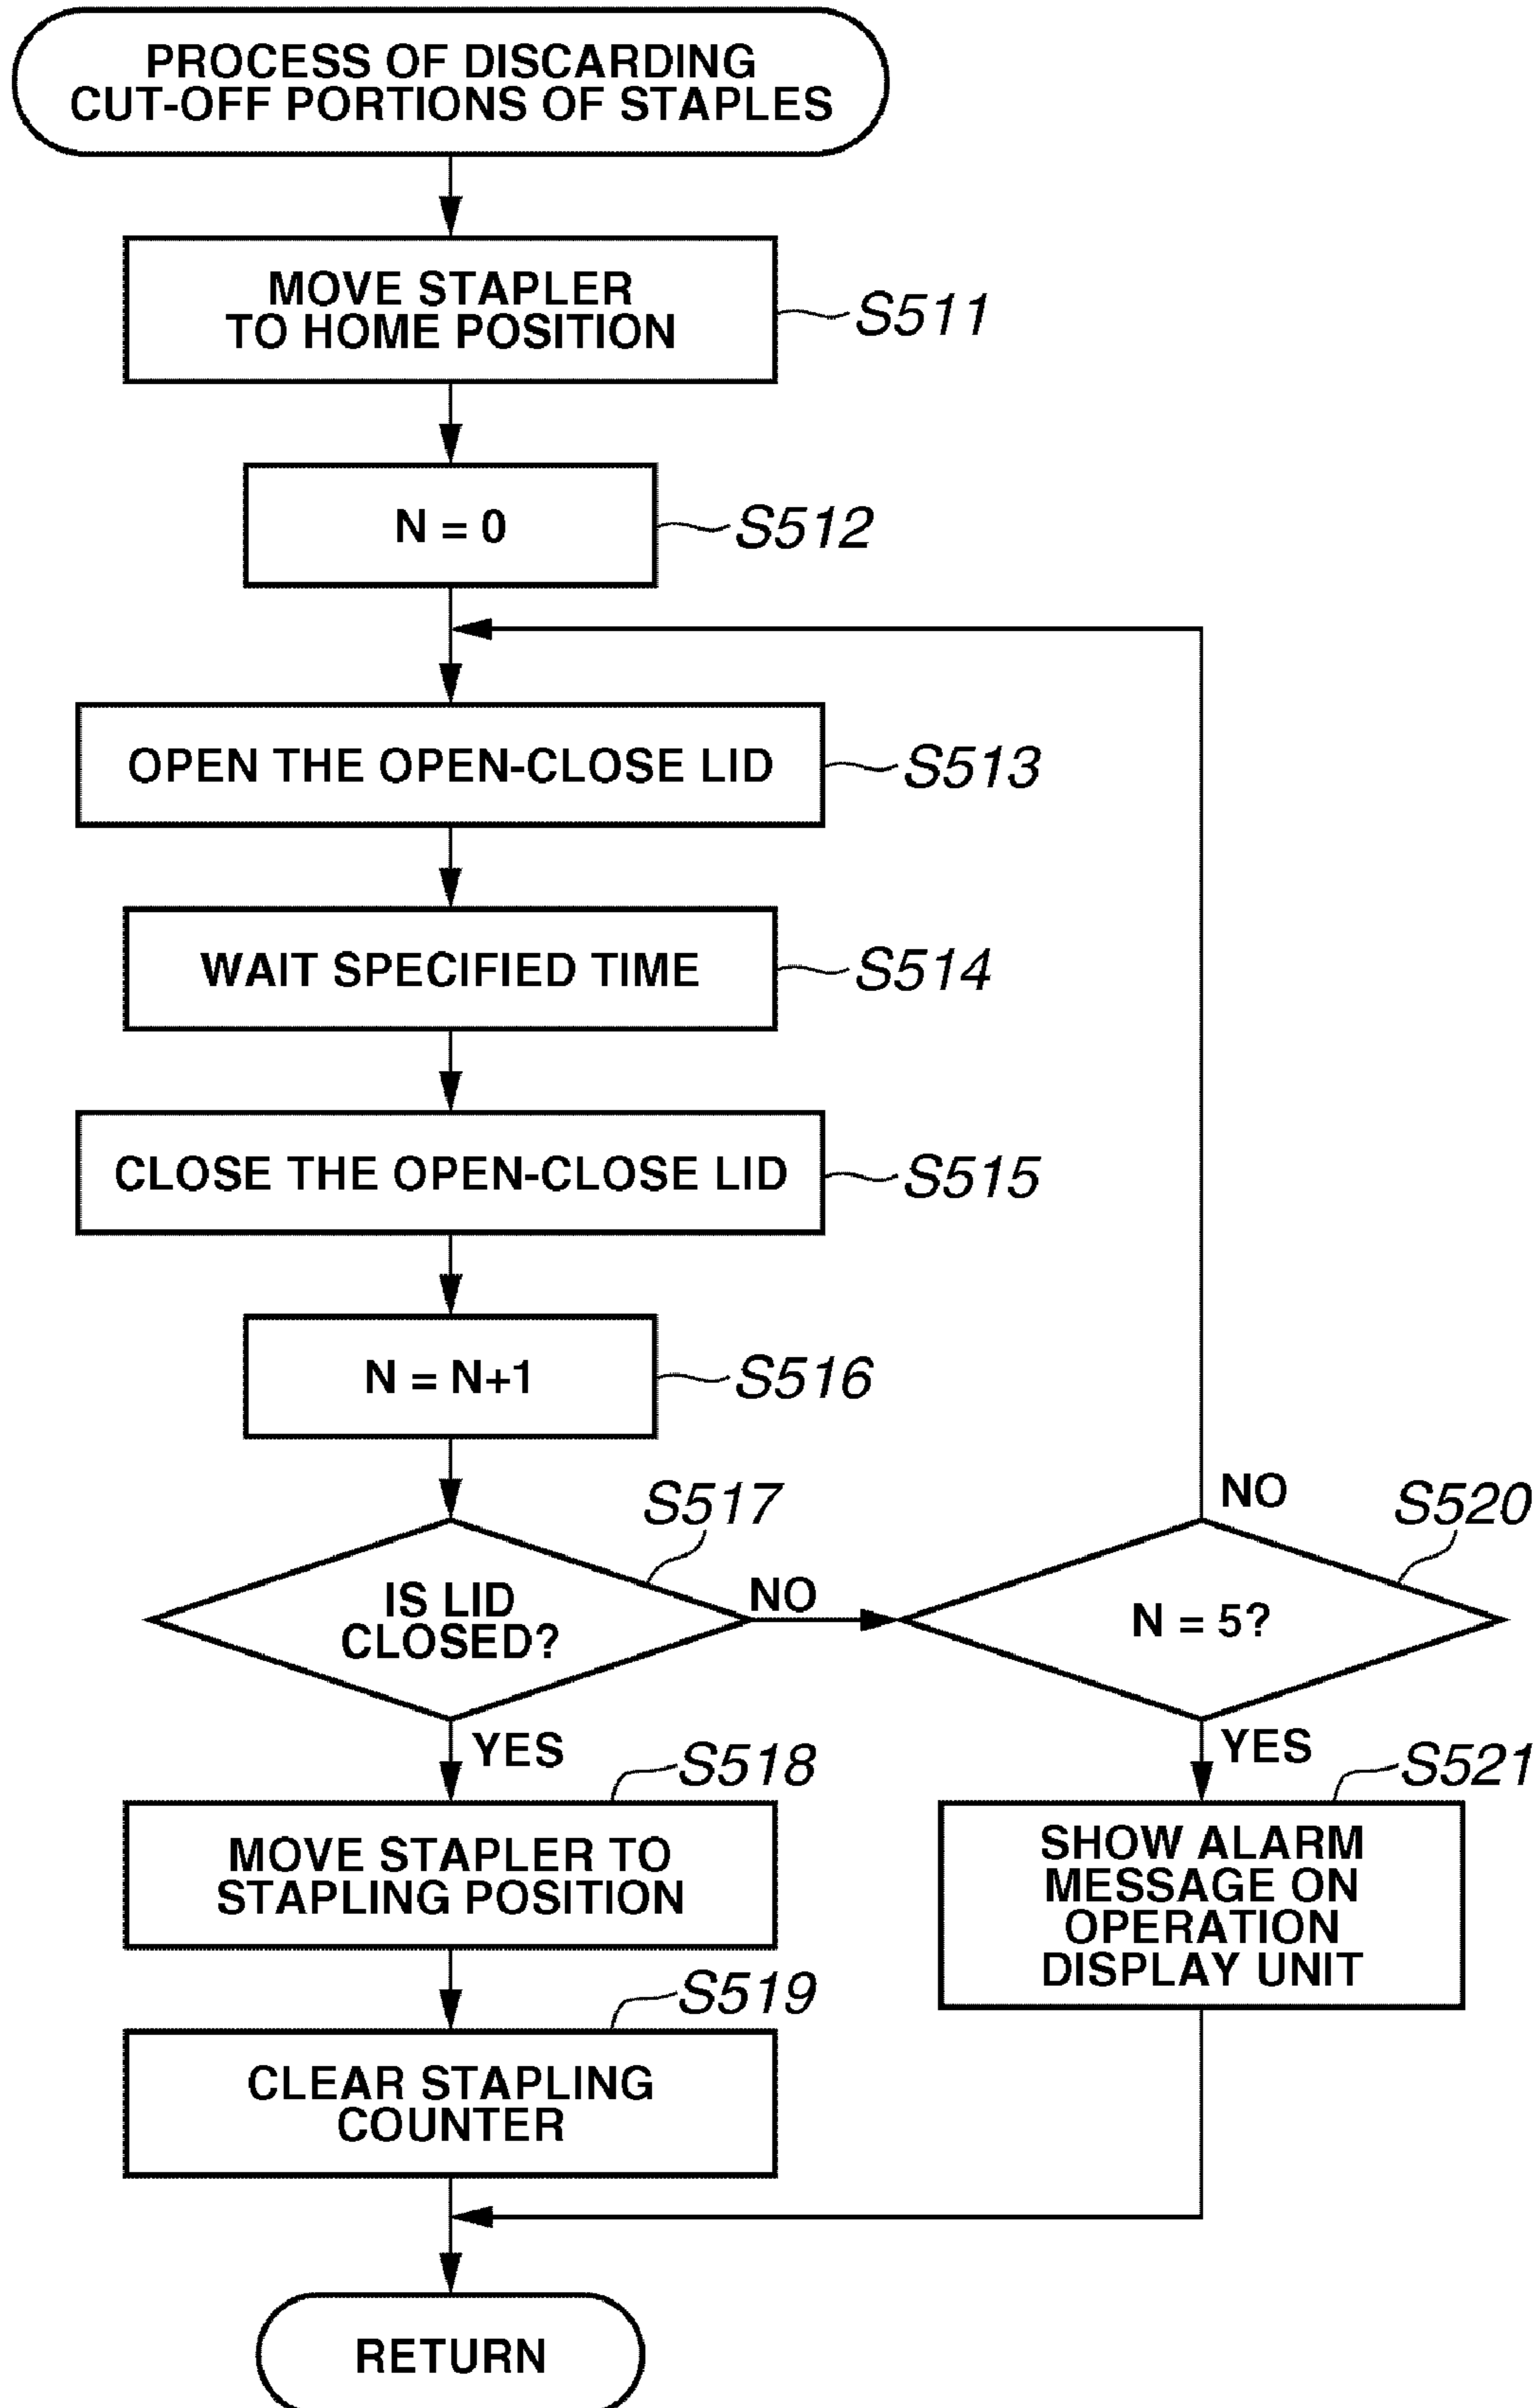 PROCESS OF DISCARDING
CUT-OFF PORTIONS OF STAPLES
MOVE STAPLER
TO HOME POSITION
S511
N = 0
S512
OPEN THE OPEN-CLOSE LID
S513
WAIT SPECIFIED TIME
S514
CLOSE THE OPEN-CLOSE LID
S515
N = N+1
S516
S517
IS LID
CLOSED?
NO
YES
S520
N = 5?
NO
YES
S518
MOVE STAPLER TO
STAPLING POSITION
S519
CLEAR STAPLING
COUNTER
S521
SHOW ALARM
MESSAGE ON
OPERATION
DISPLAY UNIT
RETURN